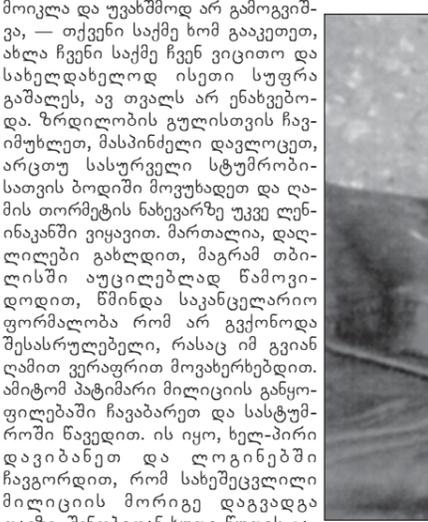 მოიკლა და უვახშმოდ არ გამოგვიშ-
ვა, — თქვენი საქმე ხომ გააკეთეთ,
ახლა ჩვენი საქმე ჩვენ ვიცითო და
სახელდახელოდ ისეთი სუფრა
გაშალეს, ავ თვალს არ ენახვებო-
და. ზრდილობის გულისთვის ჩავ-
იმუხლეთ, მასპინძელი დავლოცეთ,
არცთუ სასურველი სტუმრობი-
სათვის ბოდიში მოვუხადეთ და ღა-
მის თორმეტის ნახევარზე უკვე ლენ-
ინაკანში ვიყავით. მართალია, დაღ-
ლილები გახლდით, მაგრამ თბი-
ლისში აუცილებლად წამოვი-
დოდით, წმინდა საკანცელარიო
ფორმალობა რომ არ გვქონოდა
შესასრულებელი, რასაც იმ გვიან
ღამით ვერაფრით მოვახერხებდით.
ამიტომ პატიმარი მილიციის განყო-
ფილებაში ჩავაბარეთ და სასტუმ-
როში წავედით. ის იყო, ხელ-პირი
დავიბანეთ და ლოგინებში
ჩავგორდით, რომ სახეშეცვლილი
მილიციის მორიგე დაგვადგა